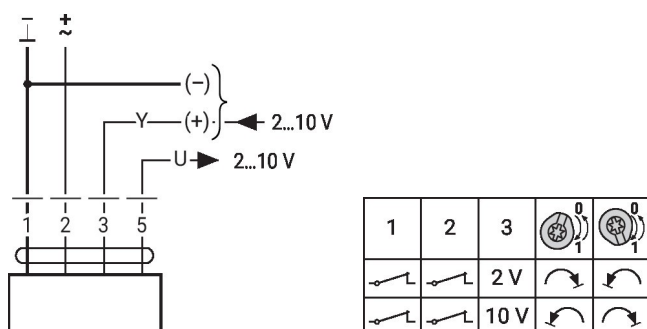 − +
⊥ ~
(−)
Y (+) 2...10 V
U 2...10 V
1 2 3 5
1 2 3 0 1 0 1
2 V
10 V